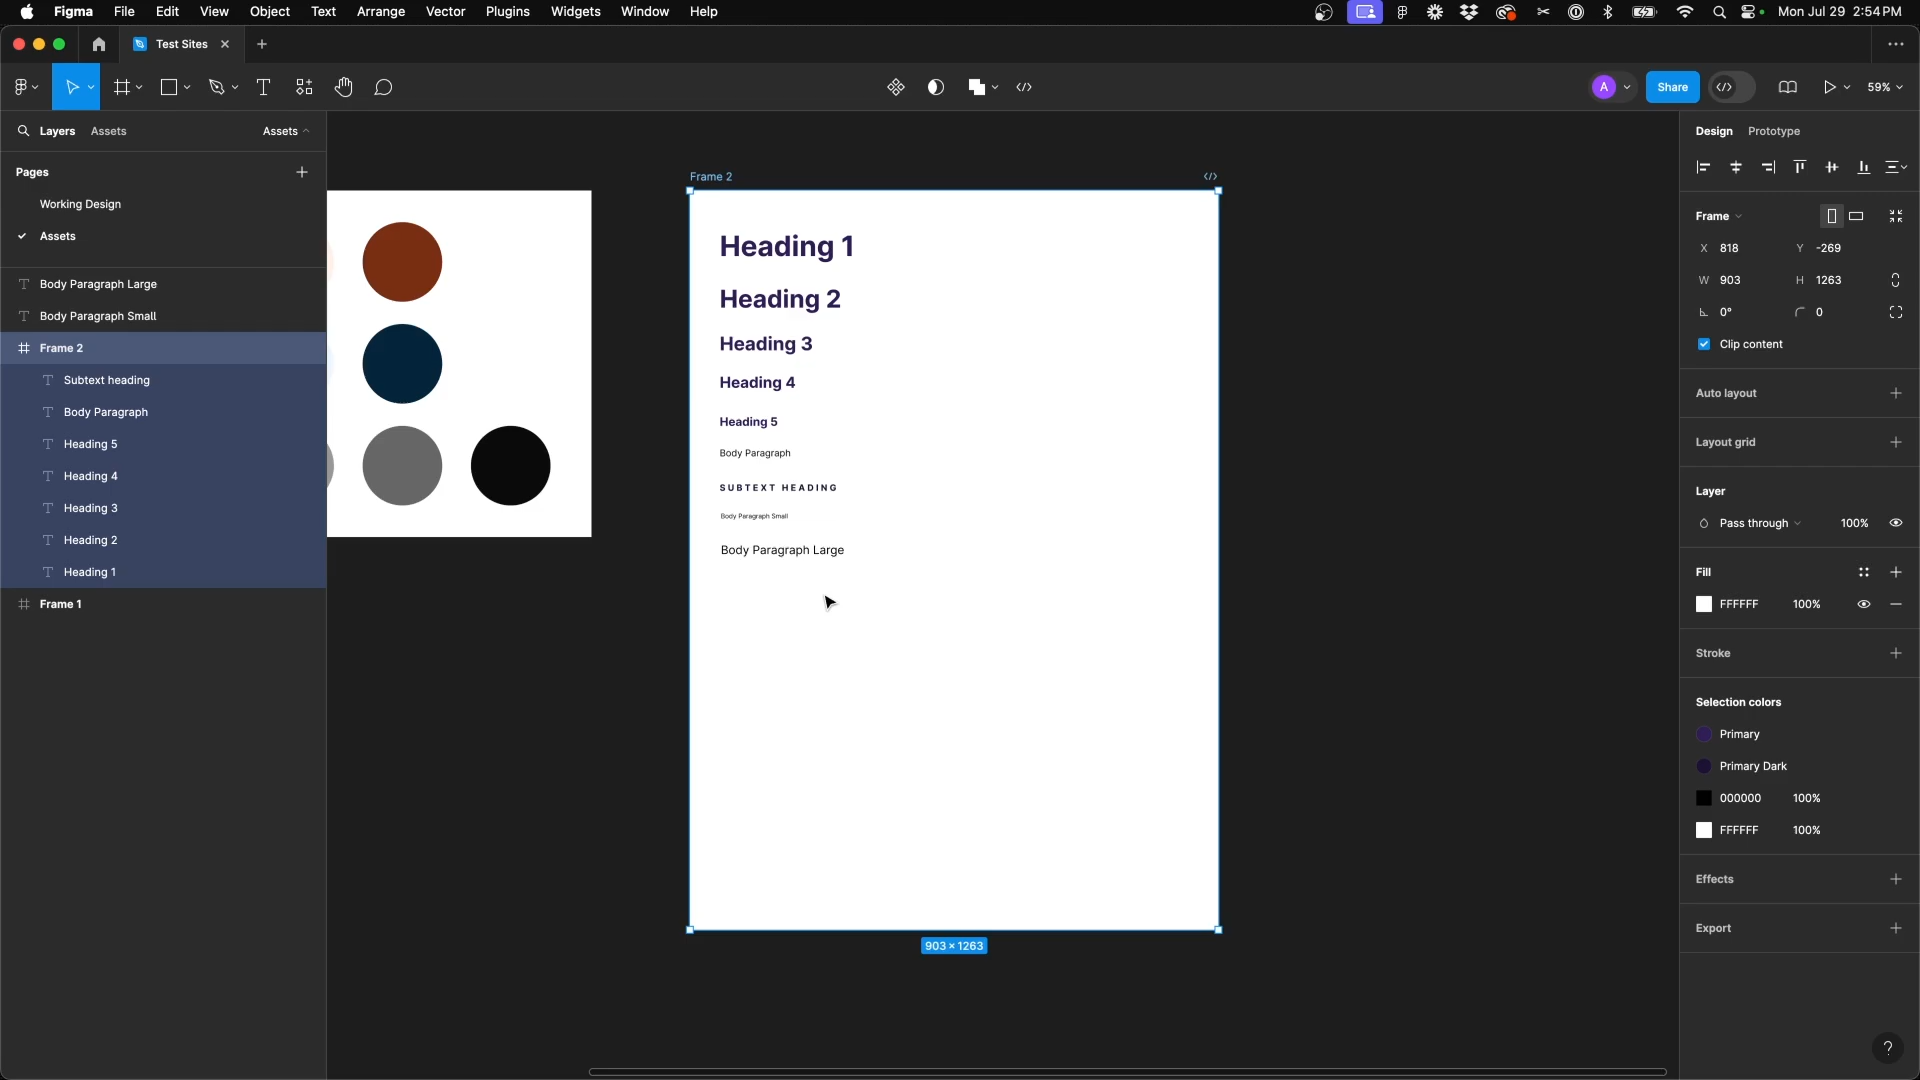 Figma File Edit View Object Text Arrange Vector Plugins Widgets Window Help Mon Jul 29 2:54 PM
Test Sites
A Share 59%
Layers Assets Assets
Pages
Working Design
Assets
Body Paragraph Large
Body Paragraph Small
Frame 2
Subtext heading
Body Paragraph
Heading 5
Heading 4
Heading 3
Heading 2
Heading 1
Frame 1
Frame 2
Heading 1
Heading 2
Heading 3
Heading 4
Heading 5
Body Paragraph
SUBTEXT HEADING
Body Paragraph Small
Body Paragraph Large
903 × 1263
Design Prototype
Frame
X 818 Y -269
W 903 H 1263
0° 0
Clip content
Auto layout
Layout grid
Layer
Pass through 100%
Fill
FFFFFF 100%
Stroke
Selection colors
Primary
Primary Dark
000000 100%
FFFFFF 100%
Effects
Export
?